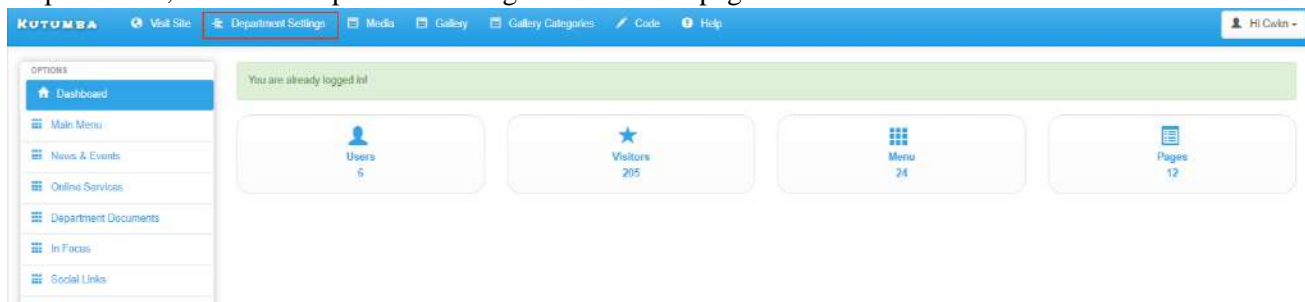 KUTUMBA Visit Site Department Settings Media Gallery Gallery Categories Code Help Hi Cwkn
OPTIONS
You are already logged in!
Dashboard
Main Menu
News & Events
Online Services
Department Documents
In Focus
Social Links
Users
6
Visitors
205
Menu
24
Pages
12